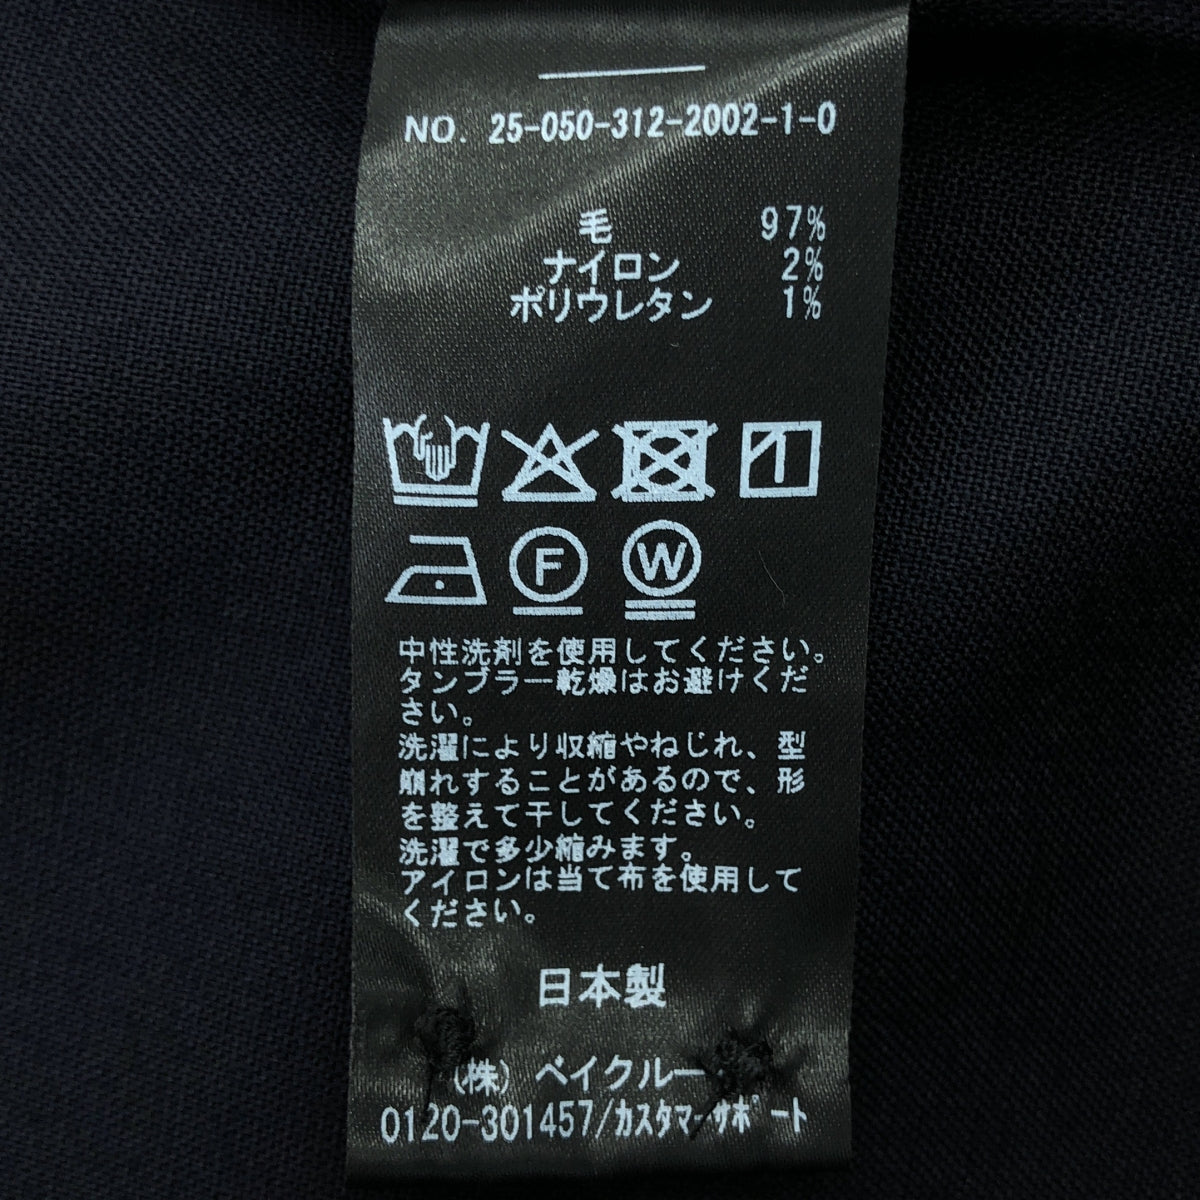 NO. 25-050-312-2002-1-0
毛 97%
ナイロン 2%
ポリウレタン 1%
F W
中性洗剤を使用してください。
タンブラー乾燥はお避けくだ
さい。
洗濯により収縮やねじれ、型
崩れすることがあるので、形
を整えて干してください。
洗濯で多少縮みます。
アイロンは当て布を使用して
ください。
日本製
(株) ベイクルー
0120-301457/カスタマーサポート